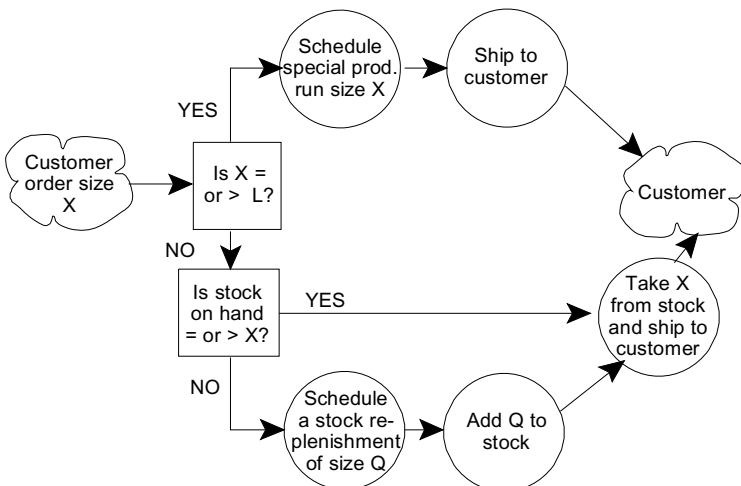 Schedule
special prod.
run size X
Ship to
customer
YES
Customer
order size
X
Is X =
or > L?
Customer
NO
Is stock
on hand
= or > X?
YES
Take X
from stock
and ship to
customer
NO
Schedule
a stock re-
plenishment
of size Q
Add Q to
stock